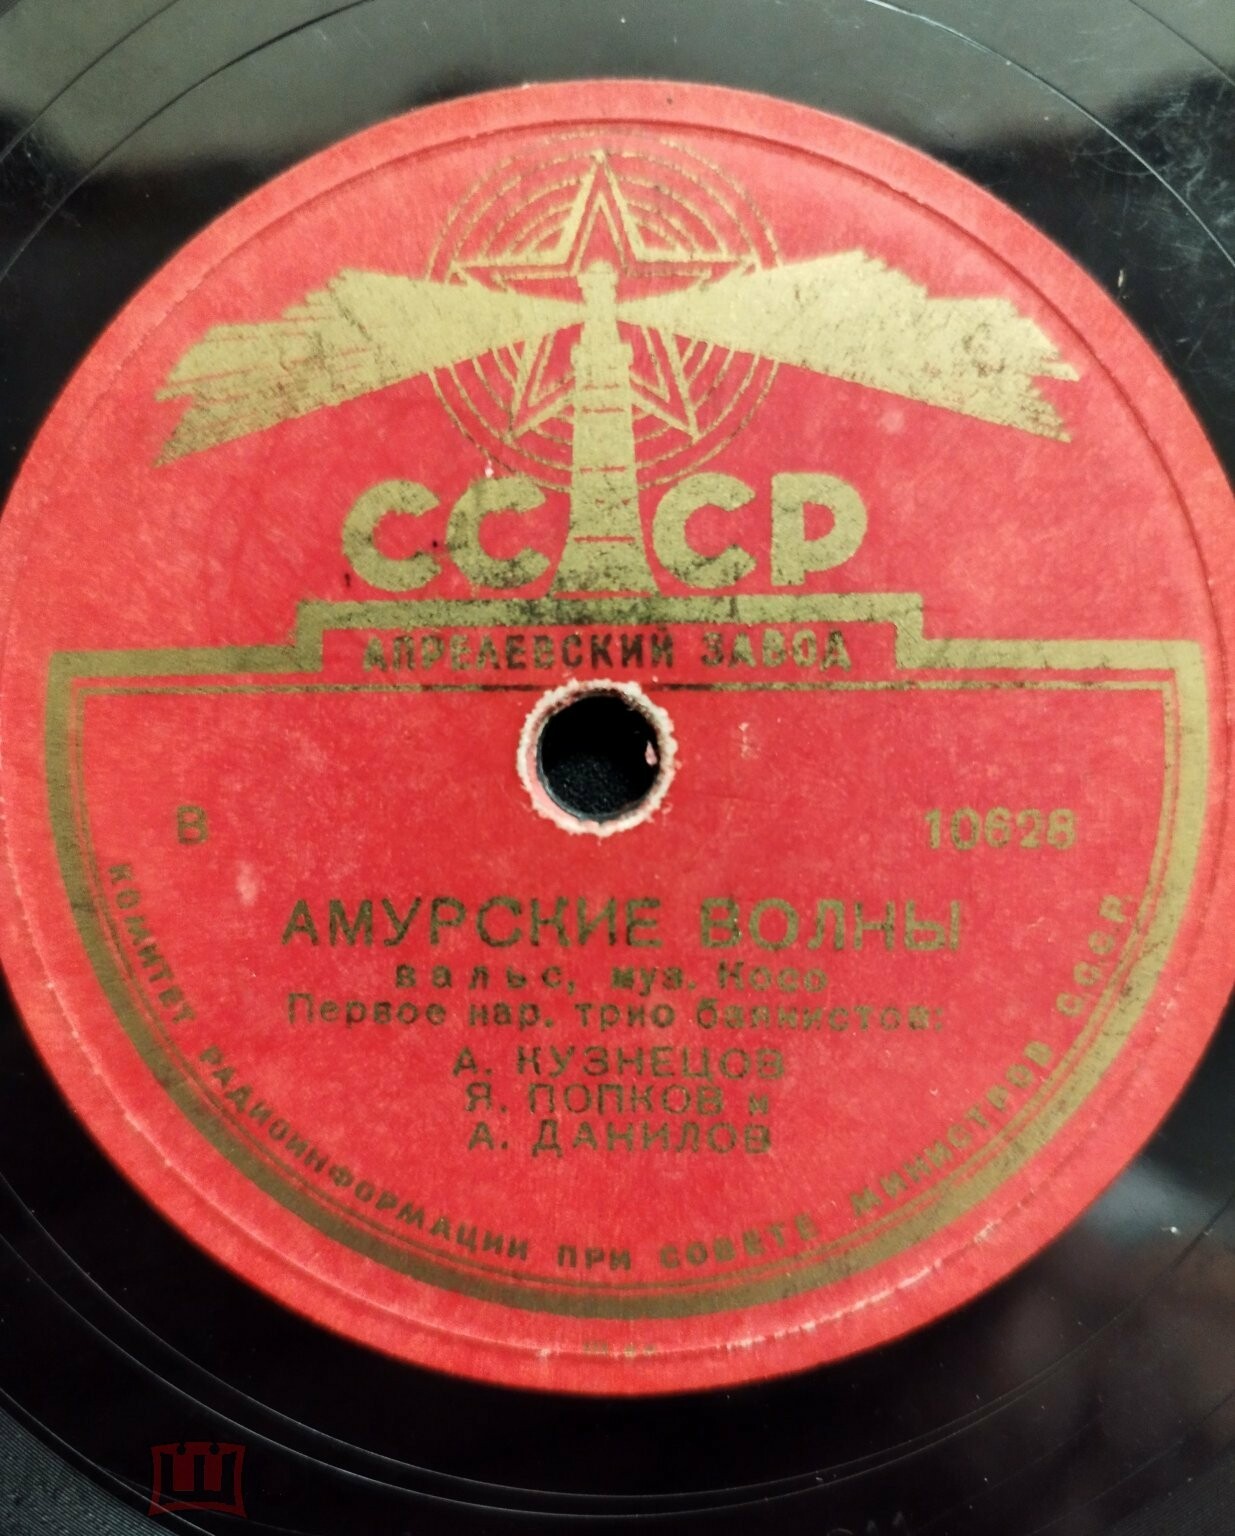 СССР
АПРЕЛЕВСКИЙ ЗАВОД
В 10628
АМУРСКИЕ ВОЛНЫ
вальс, муз. Косо
Первое нар. трио баянистов:
А. КУЗНЕЦОВ
Я. ПОПКОВ и
А. ДАНИЛОВ
КОМИТЕТ РАДИОИНФОРМАЦИИ ПРИ СОВЕТЕ МИНИСТРОВ СССР